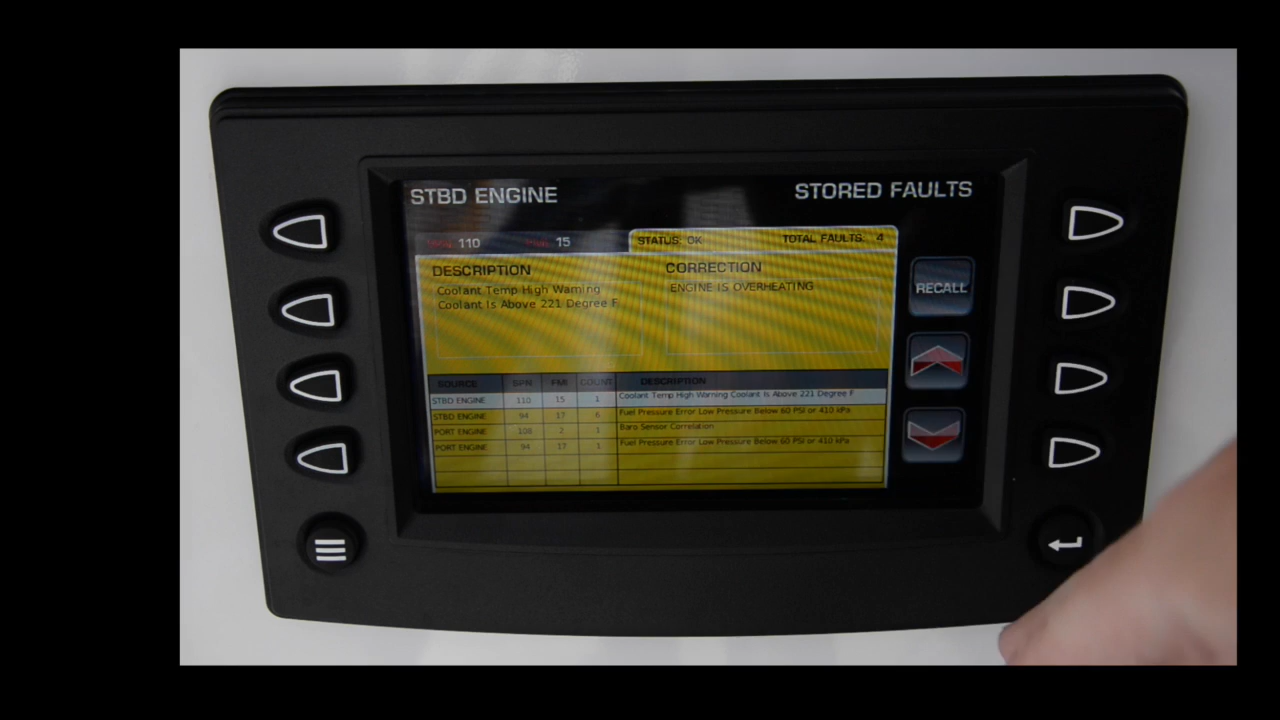 STBD ENGINE STORED FAULTS
110 15 STATUS: OK TOTAL FAULTS: 4
DESCRIPTION CORRECTION
Coolant Temp High Warning ENGINE IS OVERHEATING
Coolant Is Above 221 Degree F
RECALL
SOURCE SPN FMI COUNT DESCRIPTION
STBD ENGINE 110 15 1 Coolant Temp High Warning Coolant Is Above 221 Degree F
STBD ENGINE 94 17 6 Fuel Pressure Error Low Pressure Below 60 PSI or 410 kPa
PORT ENGINE 108 2 1 Baro Sensor Correlation
PORT ENGINE 94 17 1 Fuel Pressure Error Low Pressure Below 60 PSI or 410 kPa